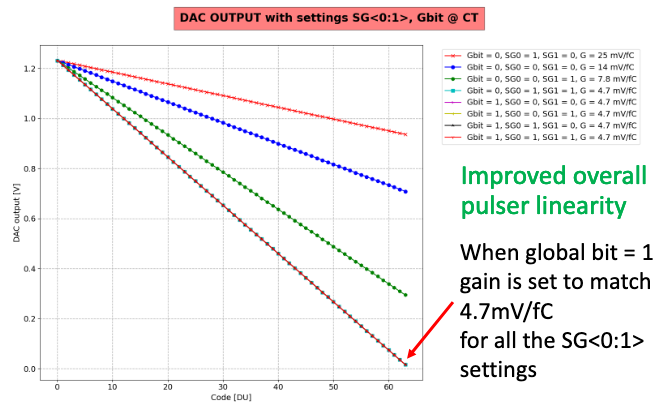 DAC OUTPUT with settings SG<0:1>, Gbit @ CT
Gbit = 0, SG0 = 1, SG1 = 0, G = 25 mV/fC
Gbit = 0, SG0 = 0, SG1 = 0, G = 14 mV/fC
Gbit = 0, SG0 = 0, SG1 = 1, G = 7.8 mV/fC
Gbit = 0, SG0 = 1, SG1 = 1, G = 4.7 mV/fC
Gbit = 1, SG0 = 0, SG1 = 0, G = 4.7 mV/fC
Gbit = 1, SG0 = 0, SG1 = 1, G = 4.7 mV/fC
Gbit = 1, SG0 = 1, SG1 = 0, G = 4.7 mV/fC
Gbit = 1, SG0 = 1, SG1 = 1, G = 4.7 mV/fC
1.2
1.0
0.8
0.6
0.4
0.2
0.0
DAC output [V]
0 10 20 30 40 50 60
Code [DU]
Improved overall
pulser linearity
When global bit = 1
gain is set to match
4.7mV/fC
for all the SG<0:1>
settings